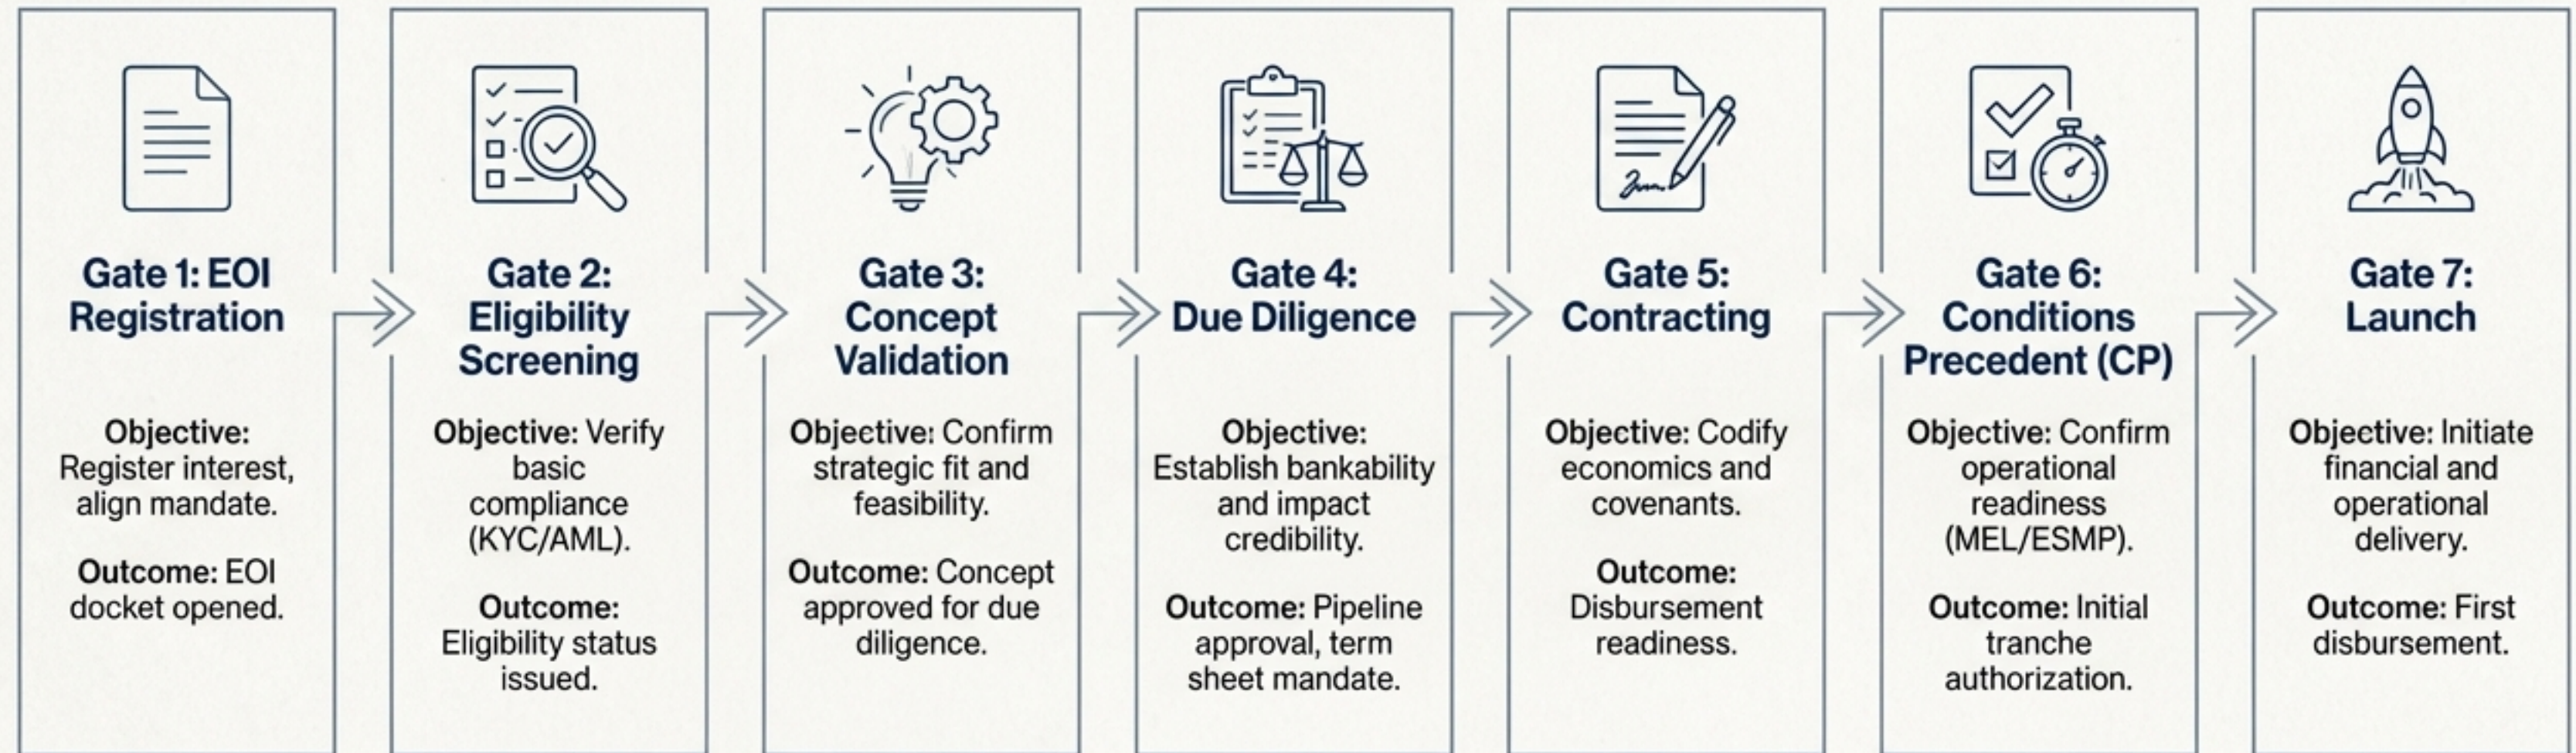 Gate 1: EOI
Registration
Objective:
Register interest,
align mandate.
Outcome: EOI
docket opened.
Gate 2:
Eligibility
Screening
Objective: Verify
basic
compliance
(KYC/AML).
Outcome:
Eligibility status
issued.
Gate 3:
Concept
Validation
Objective: Confirm
strategic fit and
feasibility.
Outcome: Concept
approved for due
diligence.
Gate 4:
Due Diligence
Objective:
Establish bankability
and impact
credibility.
Outcome: Pipeline
approval, term
sheet mandate.
Gate 5:
Contracting
Objective: Codify
economics and
covenants.
Outcome:
Disbursement
readiness.
Gate 6:
Conditions
Precedent (CP)
Objective: Confirm
operational
readiness
(MEL/ESMP).
Outcome: Initial
tranche
authorization.
Gate 7:
Launch
Objective: Initiate
financial and
operational
delivery.
Outcome: First
disbursement.